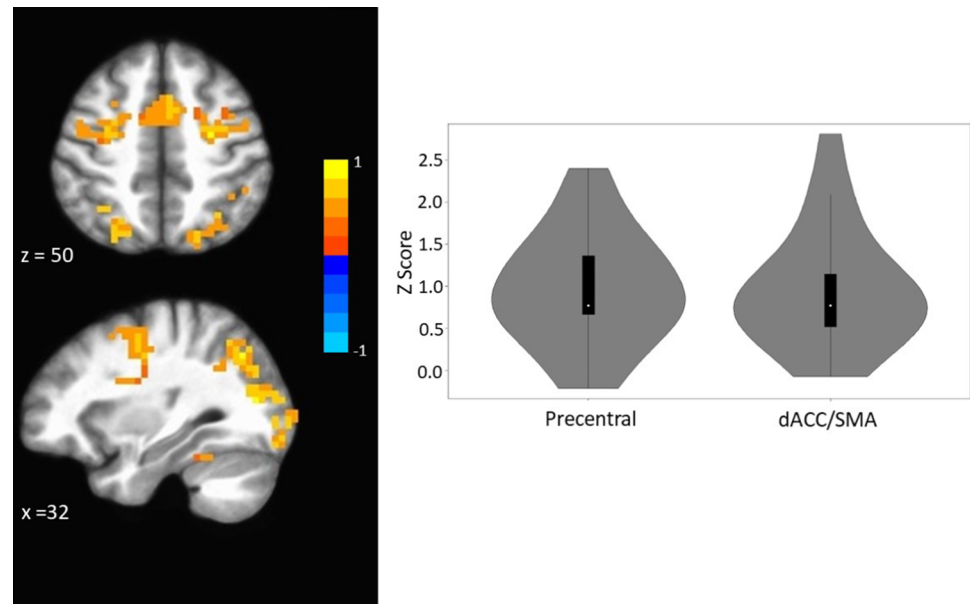 z = 50
x =32
1
-1
Z Score
2.5
2.0
1.5
1.0
0.5
0.0
Precentral
dACC/SMA